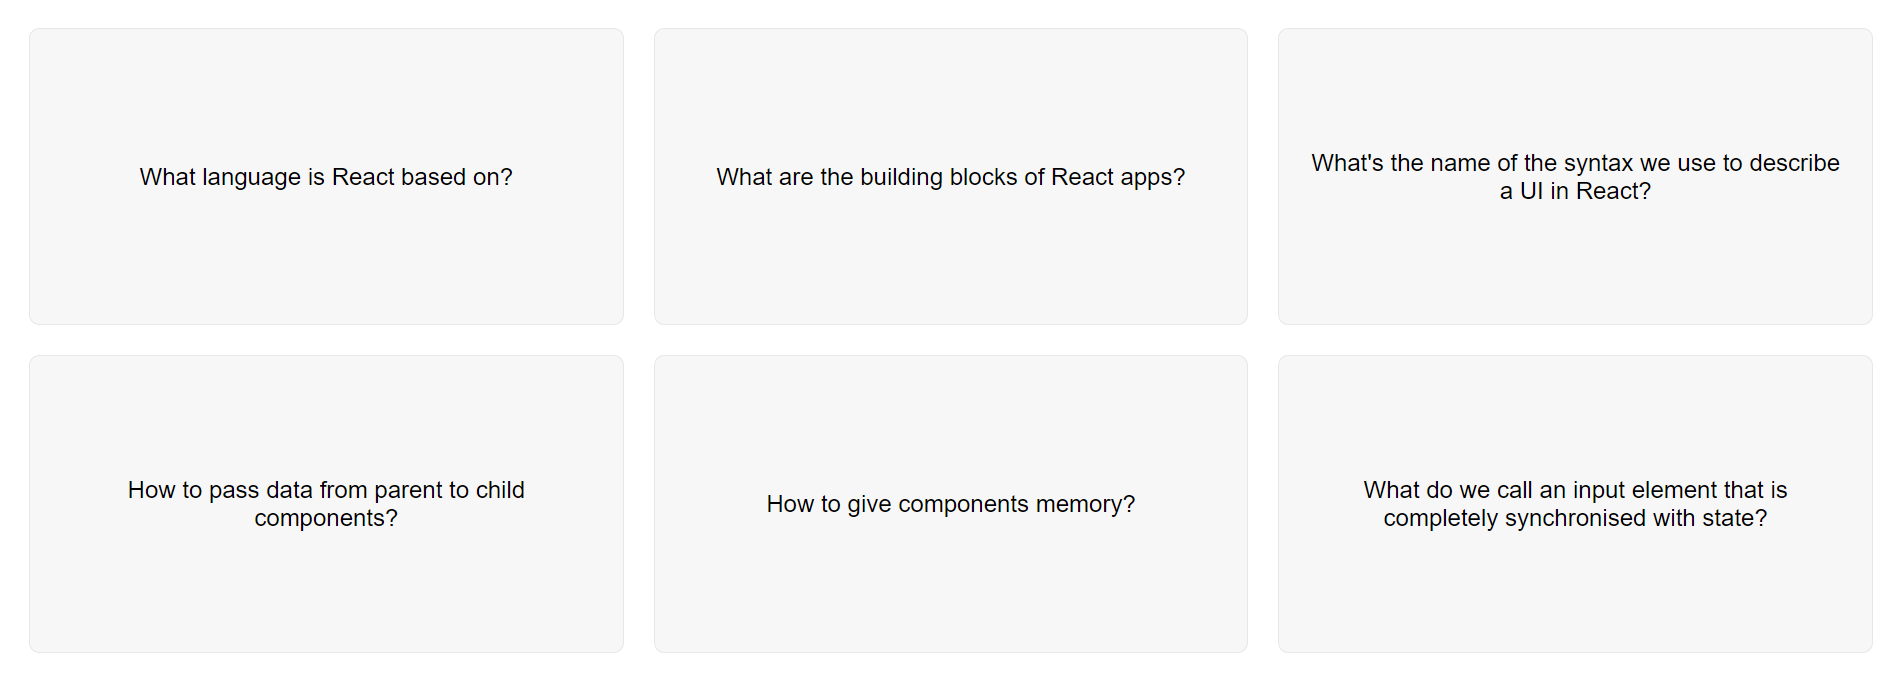 What language is React based on?
What are the building blocks of React apps?
What's the name of the syntax we use to describe
a UI in React?
How to pass data from parent to child
components?
How to give components memory?
What do we call an input element that is
completely synchronised with state?